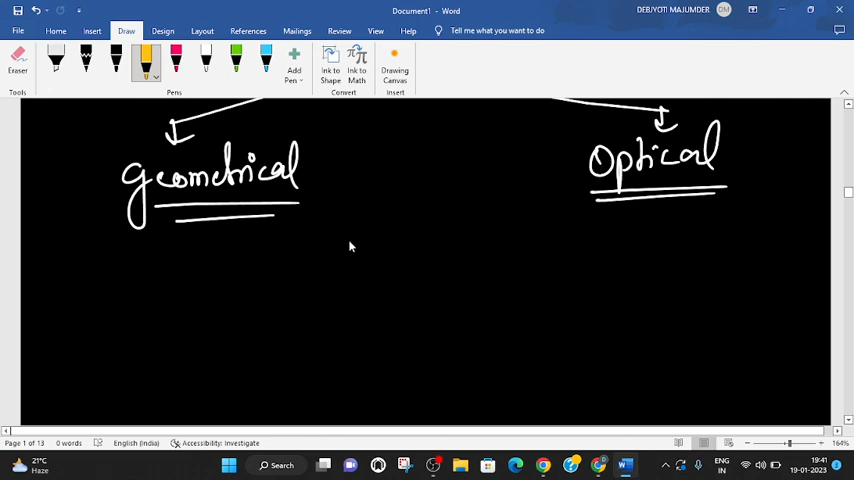 Document1 - Word
DEBJYOTI MAJUMDER
DM
File
Home
Insert
Draw
Design
Layout
References
Mailings
Review
View
Help
Tell me what you want to do
Eraser
Add
Pen
Ink to
Shape
Ink to
Math
Drawing
Canvas
Tools
Pens
Convert
Insert
Geometrical
Optical
Page 1 of 13
0 words
English (India)
Accessibility: Investigate
164%
21°C
Haze
Search
ENG
IN
19:41
19-01-2023